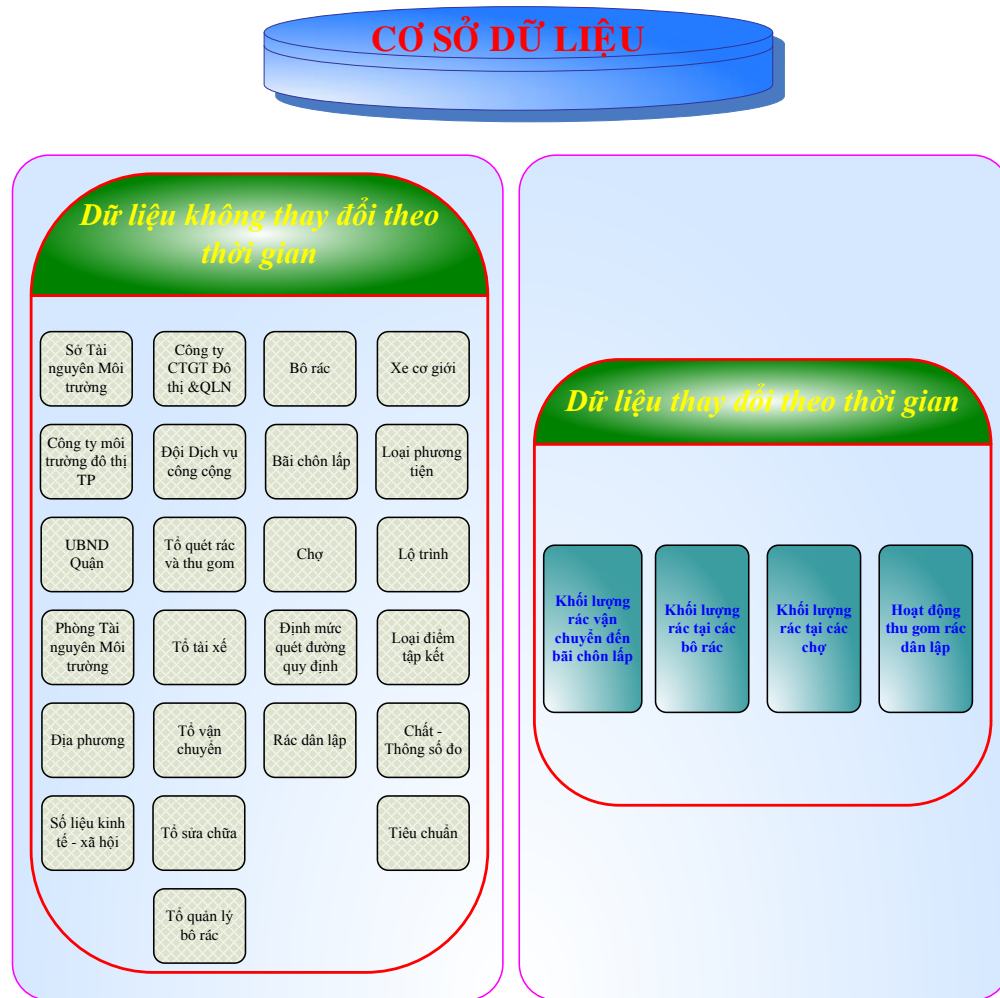 CƠ SỞ DỮ LIỆU
Dữ liệu không thay đổi theo
thời gian
Sở Tài
nguyên Môi
trường
Công ty
CTGT Đô
thị &QLN
Bô rác
Xe cơ giới
Công ty môi
trường đô thị
TP
Đội Dịch vụ
công cộng
Bãi chôn lấp
Loại phương
tiện
UBND
Quận
Tổ quét rác
và thu gom
Chợ
Lộ trình
Phòng Tài
nguyên Môi
trường
Tổ tài xế
Định mức
quét đường
quy định
Loại điểm
tập kết
Địa phương
Tổ vận
chuyển
Rác dân lập
Chất -
Thông số đo
Số liệu kinh
tế - xã hội
Tổ sửa chữa
Tiêu chuẩn
Tổ quản lý
bô rác
Dữ liệu thay đổi theo thời gian
Khối lượng
rác vận
chuyển đến
bãi chôn lấp
Khối lượng
rác tại các
bô rác
Khối lượng
rác tại các
chợ
Hoạt động
thu gom rác
dân lập